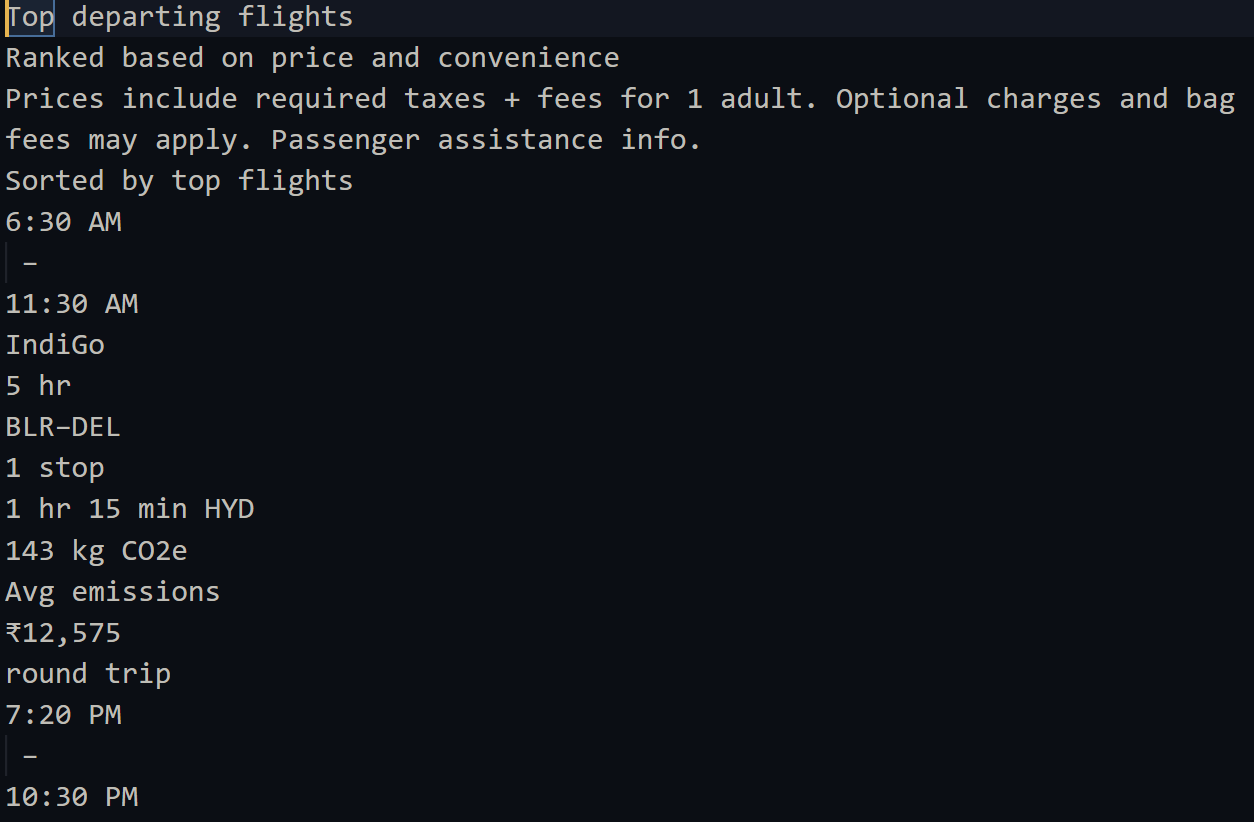 Top departing flights
Ranked based on price and convenience
Prices include required taxes + fees for 1 adult. Optional charges and bag
fees may apply. Passenger assistance info.
Sorted by top flights
6:30 AM
–
11:30 AM
IndiGo
5 hr
BLR–DEL
1 stop
1 hr 15 min HYD
143 kg CO2e
Avg emissions
₹12,575
round trip
7:20 PM
–
10:30 PM